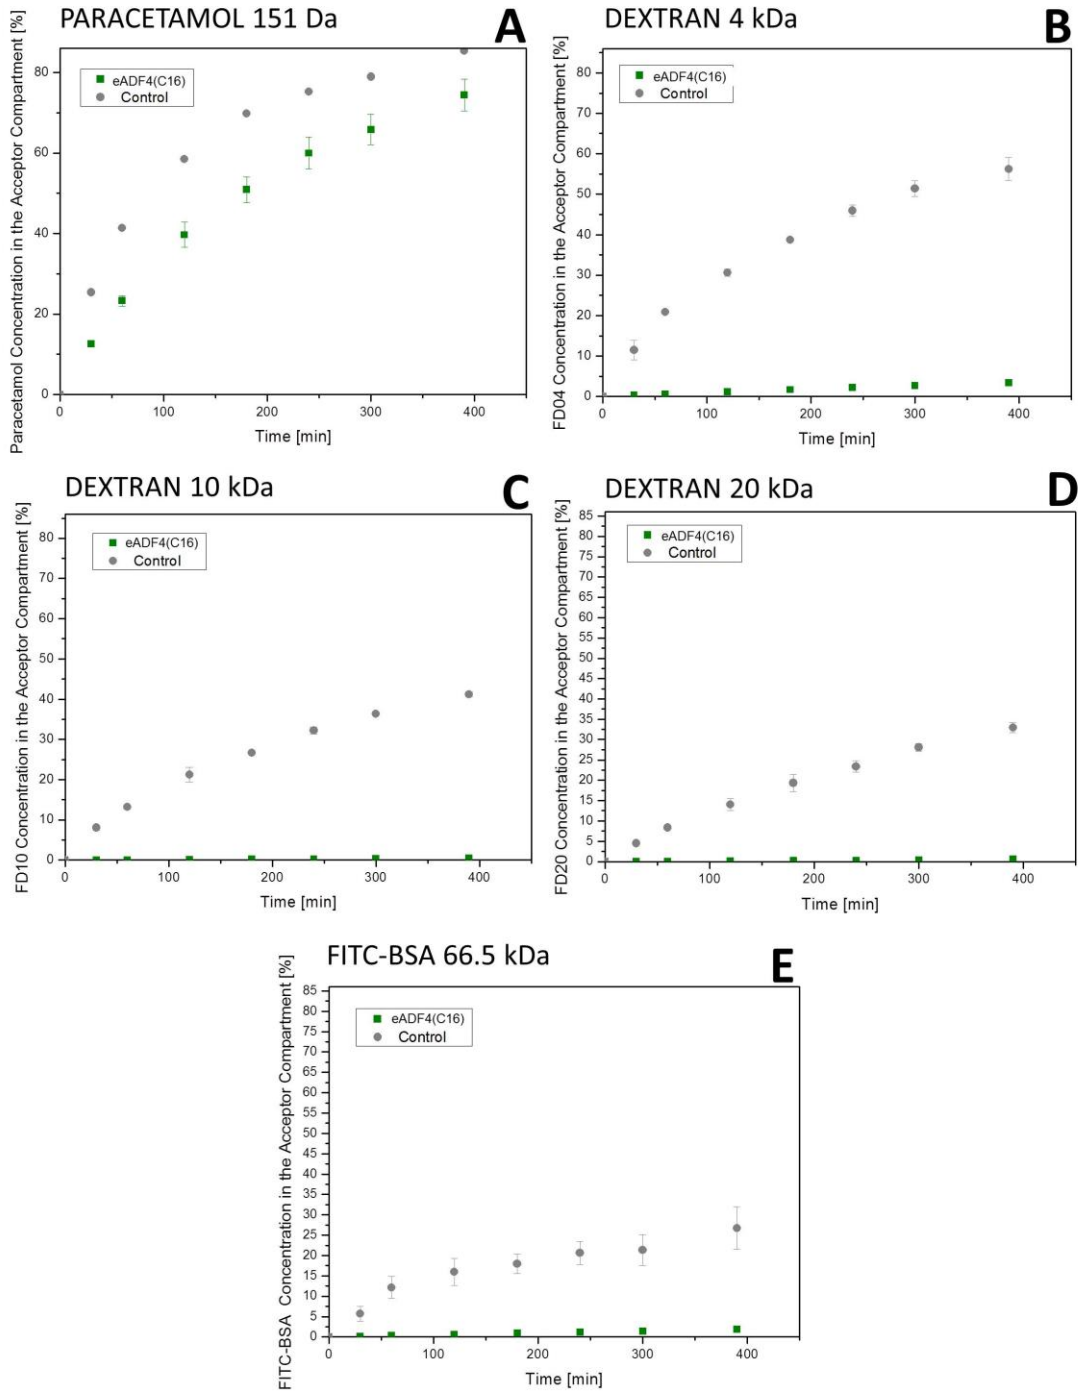 PARACETAMOL 151 Da
A
Paracetamol Concentration in the Acceptor Compartment [%]
eADF4(C16)
Control
80
60
40
20
0
0 100 200 300 400
Time [min]
DEXTRAN 4 kDa
B
FD04 Concentration in the Acceptor Compartment [%]
eADF4(C16)
Control
80
70
60
50
40
30
20
10
0
0 100 200 300 400
Time [min]
DEXTRAN 10 kDa
C
FD10 Concentration in the Acceptor Compartment [%]
eADF4(C16)
Control
80
70
60
50
40
30
20
10
0
0 100 200 300 400
Time [min]
DEXTRAN 20 kDa
D
FD20 Concentration in the Acceptor Compartment [%]
eADF4(C16)
Control
85
80
75
70
65
60
55
50
45
40
35
30
25
20
15
10
5
0
0 100 200 300 400
Time [min]
FITC-BSA 66.5 kDa
E
FITC-BSA Concentration in the Acceptor Compartment [%]
eADF4(C16)
Control
85
80
75
70
65
60
55
50
45
40
35
30
25
20
15
10
5
0
0 100 200 300 400
Time [min]